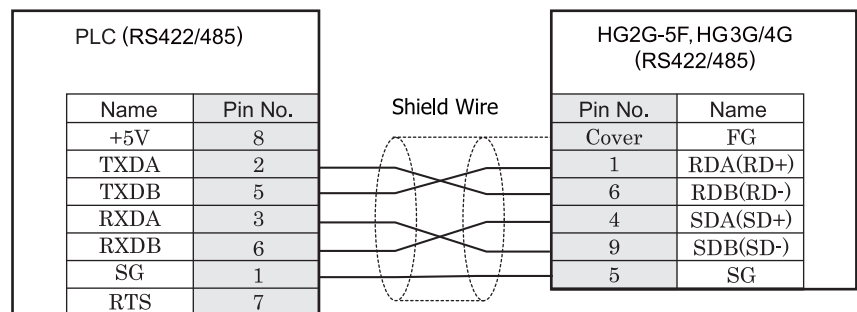 PLC (RS422/485)
HG2G-5F, HG3G/4G
(RS422/485)
Shield Wire
Name Pin No.
+5V 8
TXDA 2
TXDB 5
RXDA 3
RXDB 6
SG 1
RTS 7
Pin No. Name
Cover FG
1 RDA(RD+)
6 RDB(RD-)
4 SDA(SD+)
9 SDB(SD-)
5 SG